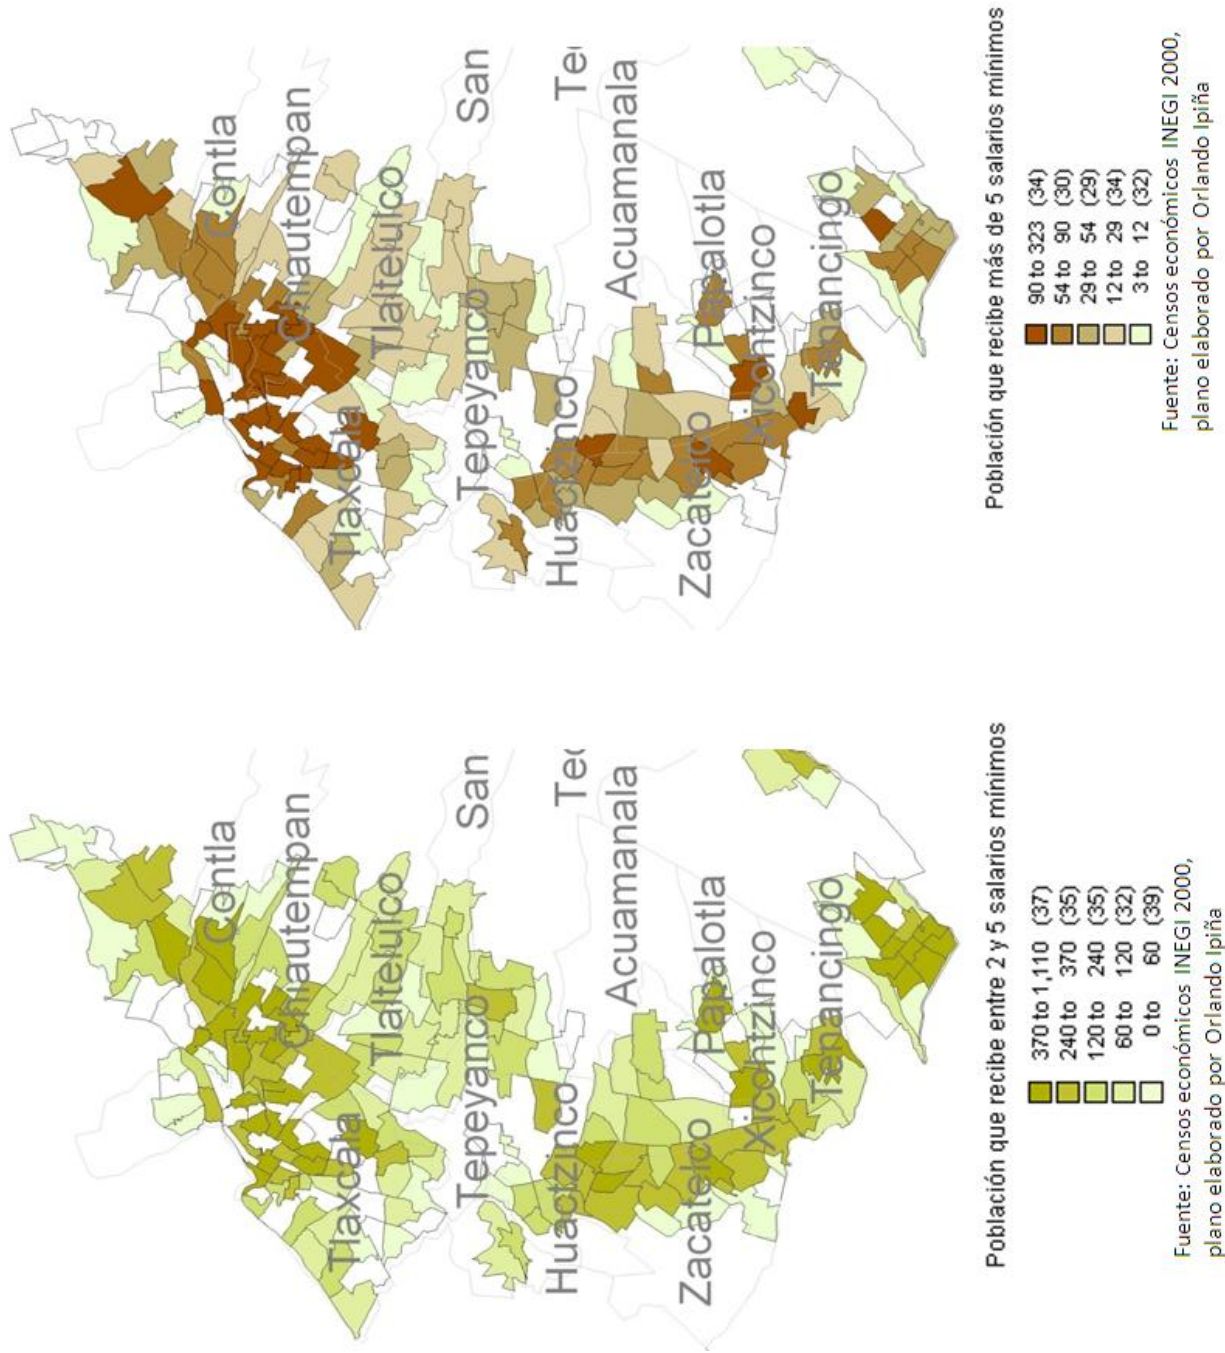 Contla
Chiautempan
Tlaxcala
Tlaltelulco
Tepeyanco
San
Huactzinco
Acuamanala
Zacatelco
Papalotla
Xicohtzinco
Tenancingo
Población que recibe entre 2 y 5 salarios mínimos
370 to 1,110 (37)
240 to 370 (35)
120 to 240 (35)
60 to 120 (32)
0 to 60 (39)
Fuente: Censos económicos INEGI 2000,
plano elaborado por Orlando Ipiña
Contla
Chiautempan
Tlaxcala
Tlaltelulco
Tepeyanco
San
Huactzinco
Acuamanala
Zacatelco
Papalotla
Xicohtzinco
Tenancingo
Población que recibe más de 5 salarios mínimos
90 to 323 (34)
54 to 90 (30)
29 to 54 (29)
12 to 29 (34)
3 to 12 (32)
Fuente: Censos económicos INEGI 2000,
plano elaborado por Orlando Ipiña